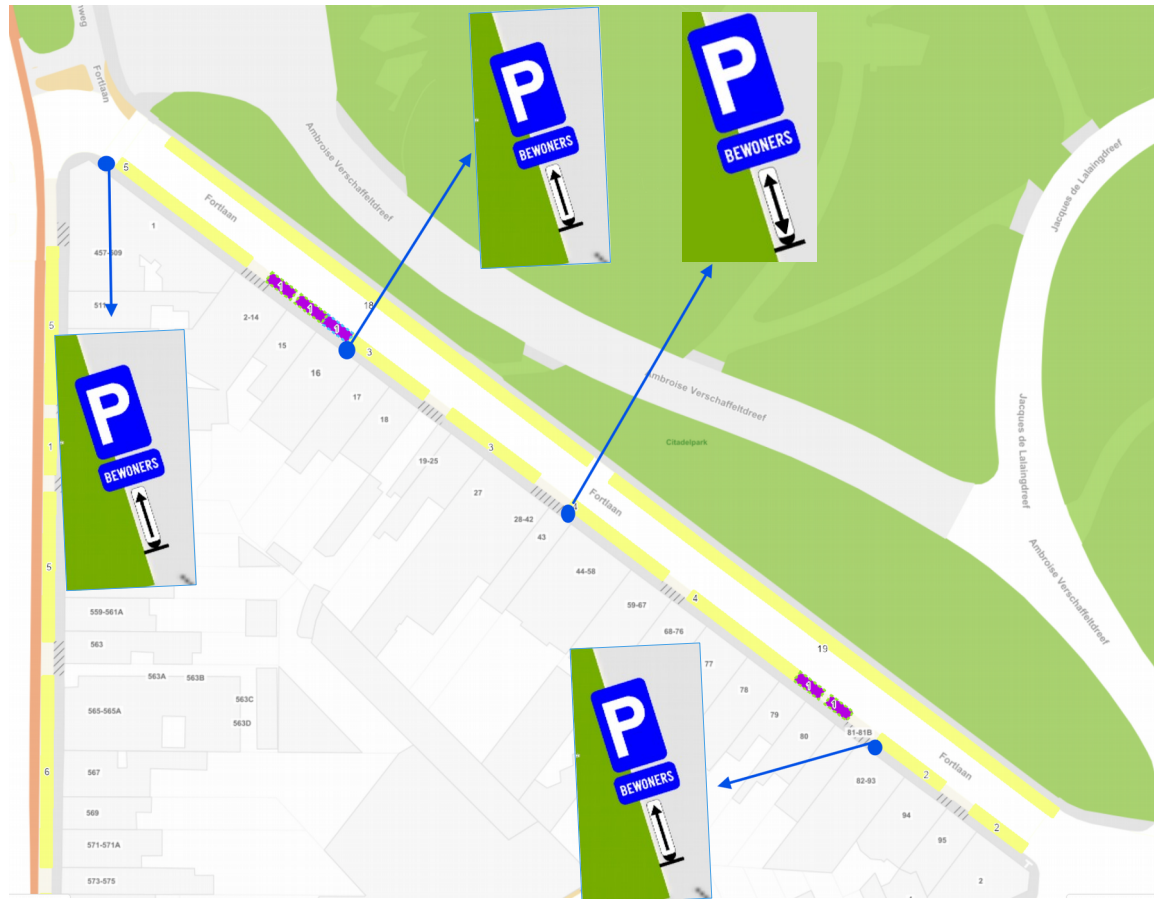 Fortlaan
Ambroise Verschaffeltdreef
Jacques de Lalaingdreef
P
BEWONERS
P
BEWONERS
5
Fortlaan
1
457-509
18
2-14
5
15
3
16
17
Jacques de Lalaingdreef
Ambroise Verschaffeltdreef
P
BEWONERS
18
Citadelpark
1
3
19-25
27
Fortlaan
28-42
43
5
44-58
Ambroise Verschaffeltdreef
4
559-561A
59-67
68-76
563
19
77
563A
563B
78
P
BEWONERS
565-565A
563C
563D
79
80
81-81B
Fortlaan
6
567
2
82-93
569
94
2
571-571A
95
573-575
2